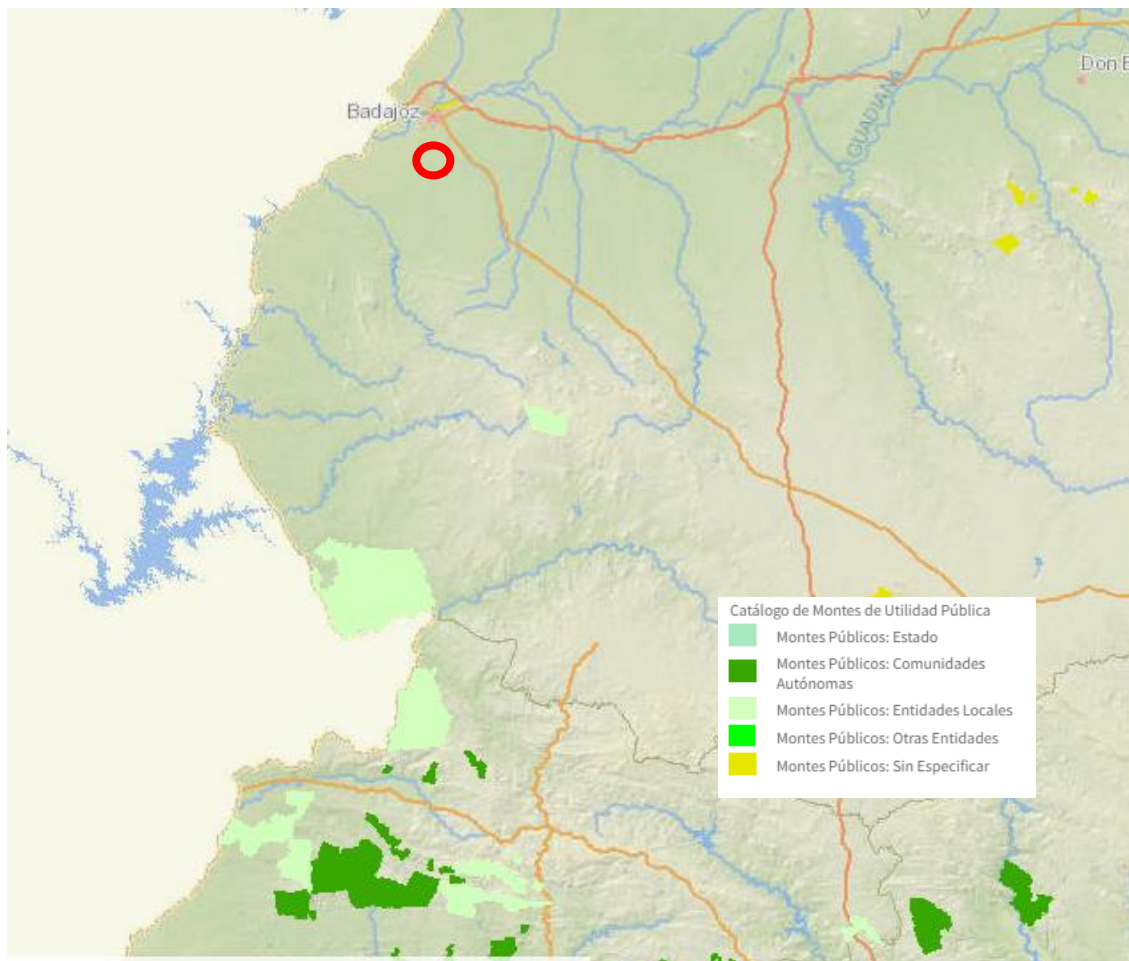 Don
Badajoz
GUADIANA
Catálogo de Montes de Utilidad Pública
Montes Públicos: Estado
Montes Públicos: Comunidades
Autónomas
Montes Públicos: Entidades Locales
Montes Públicos: Otras Entidades
Montes Públicos: Sin Especificar